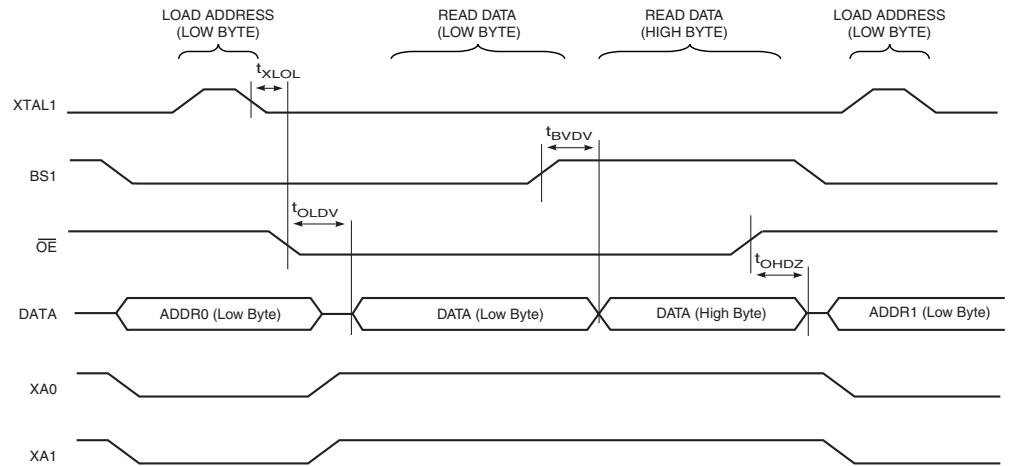 LOAD ADDRESS
(LOW BYTE)
READ DATA
(LOW BYTE)
READ DATA
(HIGH BYTE)
LOAD ADDRESS
(LOW BYTE)
tXLOL
XTAL1
tBVDV
BS1
tOLDV
OE
tOHDZ
DATA
ADDR0 (Low Byte)
DATA (Low Byte)
DATA (High Byte)
ADDR1 (Low Byte)
XA0
XA1